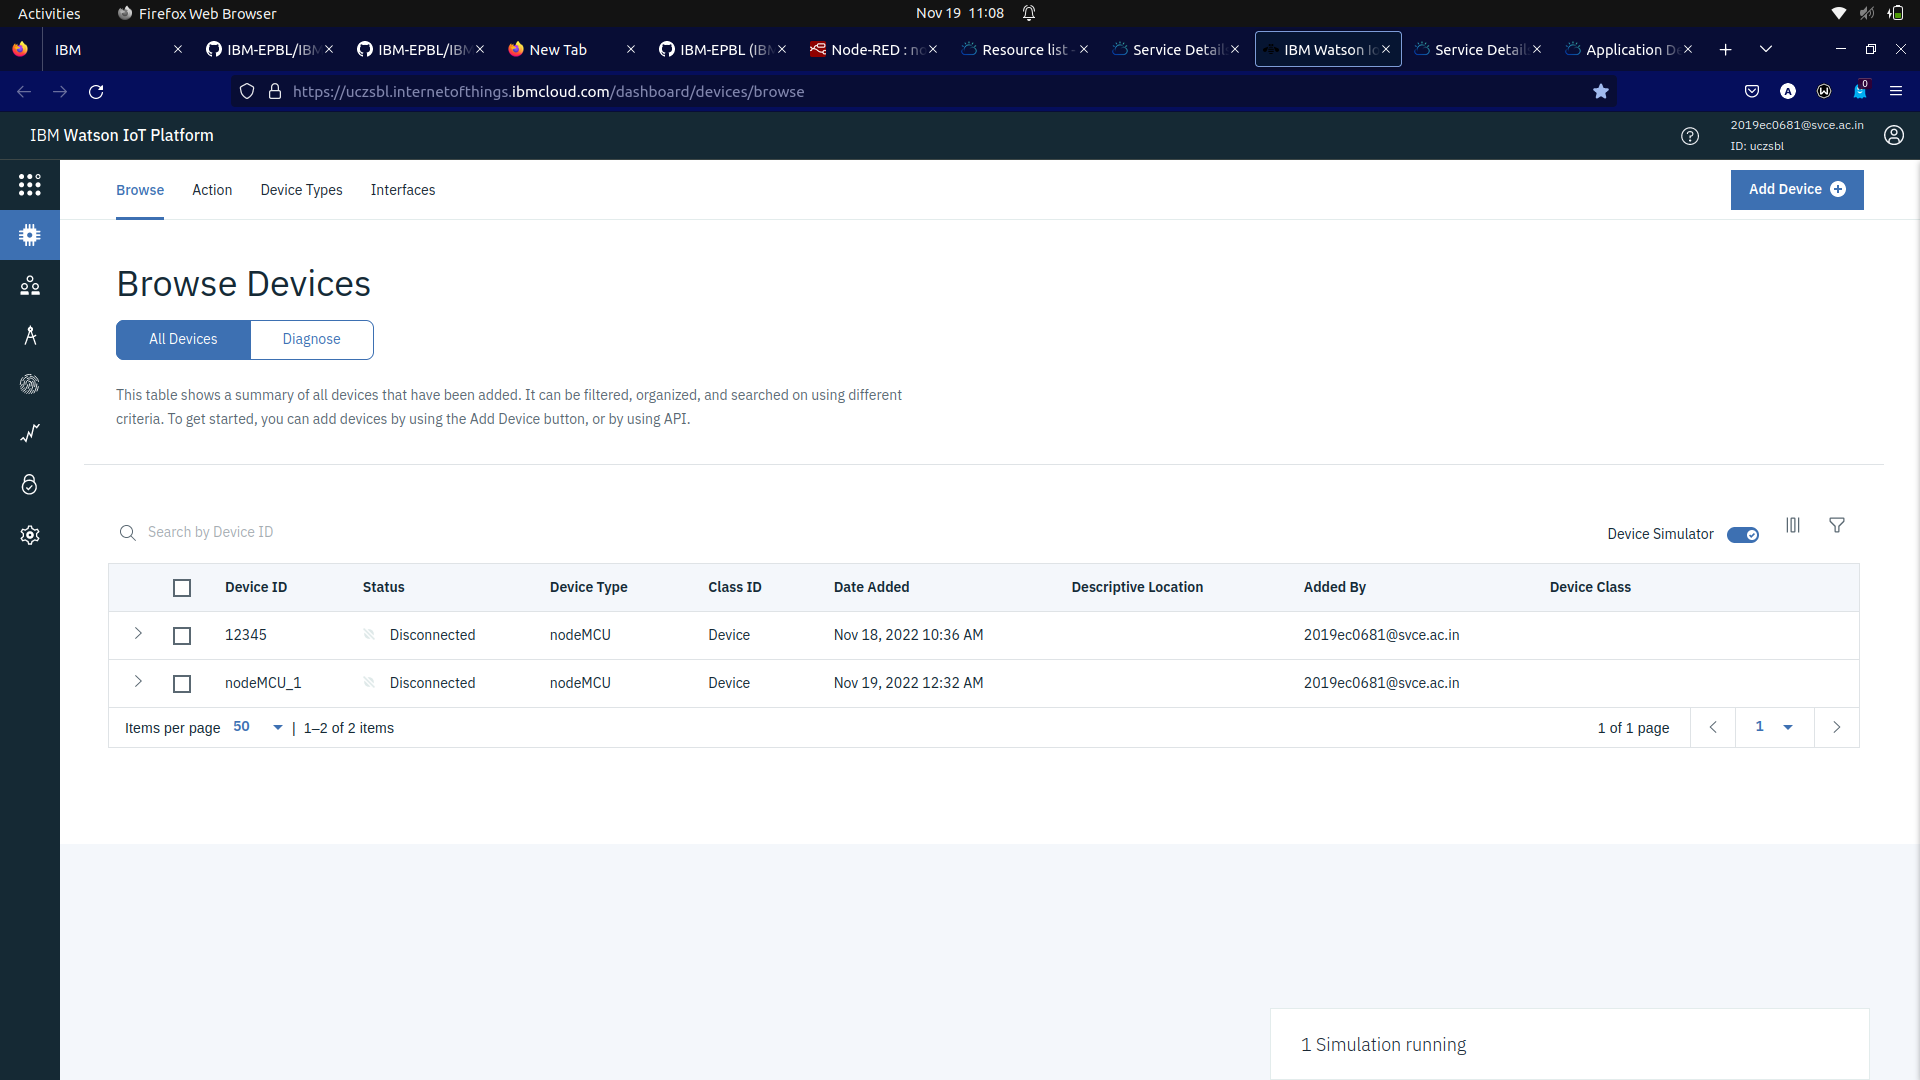 Activities Firefox Web Browser Nov 19 11:08
IBM IBM-EPBL/IBM IBM-EPBL/IBM New Tab IBM-EPBL (IBM Node-RED : no Resource list - Service Details IBM Watson Io Service Details Application De
https://uczsbl.internetofthings.ibmcloud.com/dashboard/devices/browse 0
IBM Watson IoT Platform
2019ec0681@svce.ac.in
ID: uczsbl
Browse Action Device Types Interfaces Add Device
Browse Devices
All Devices Diagnose
This table shows a summary of all devices that have been added. It can be filtered, organized, and searched on using different
criteria. To get started, you can add devices by using the Add Device button, or by using API.
Search by Device ID Device Simulator
Device ID Status Device Type Class ID Date Added Descriptive Location Added By Device Class
12345 Disconnected nodeMCU Device Nov 18, 2022 10:36 AM 2019ec0681@svce.ac.in
nodeMCU_1 Disconnected nodeMCU Device Nov 19, 2022 12:32 AM 2019ec0681@svce.ac.in
Items per page 50 | 1–2 of 2 items 1 of 1 page 1
1 Simulation running